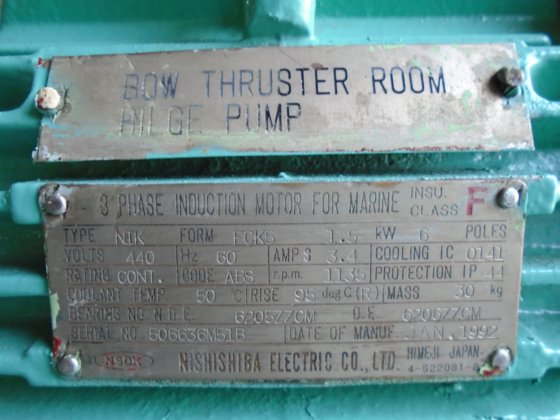 BOW THRUSTER ROOM
BILGE PUMP
3 PHASE INDUCTION MOTOR FOR MARINE INSU. CLASS F
TYPE NIK FORM FCK5 1.5 kW 6 POLES
VOLTS 440 Hz 60 AMPS 3.4 COOLING IC 0141
RATING CONT. CODE ABS r.p.m. 1135 PROTECTION IP 44
COOLANT TEMP. 50 °C RISE 95 deg C (R) MASS 30 kg
BEARING NO. N.D.E. 6205ZZCM D.E. 6205ZZCM
SERIAL NO. 506636M51B DATE OF MANUF. JAN. 1992
NISHISHIBA ELECTRIC CO., LTD. HIMEJI JAPAN